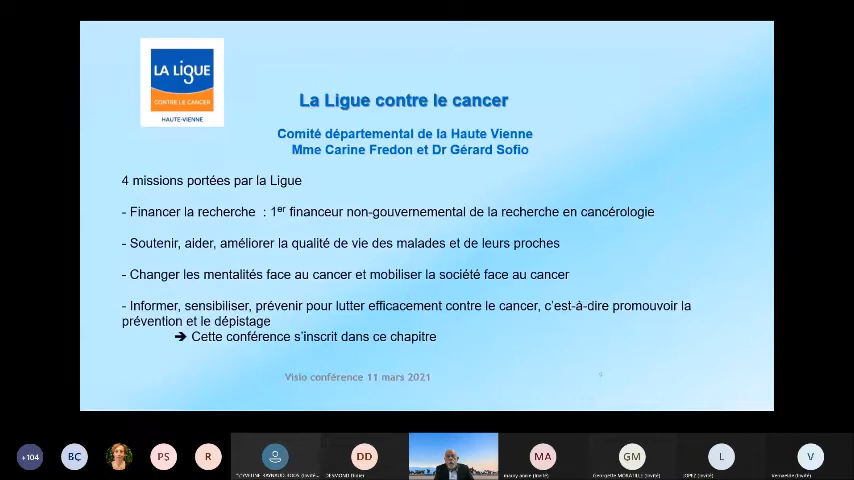 LA LIGUE
CONTRE LE CANCER
HAUTE-VIENNE
La Ligue contre le cancer
Comité départemental de la Haute Vienne
Mme Carine Fredon et Dr Gérard Sofio
4 missions portées par la Ligue
- Financer la recherche : 1er financeur non-gouvernemental de la recherche en cancérologie
- Soutenir, aider, améliorer la qualité de vie des malades et de leurs proches
- Changer les mentalités face au cancer et mobiliser la société face au cancer
- Informer, sensibiliser, prévenir pour lutter efficacement contre le cancer, c'est-à-dire promouvoir la
prévention et le dépistage
➔ Cette conférence s'inscrit dans ce chapitre
Visio conférence 11 mars 2021
+104
BC
PS
R
DD
MA
GM
L
V
(Invité)
LOPEZ (Invité)
(Invité)